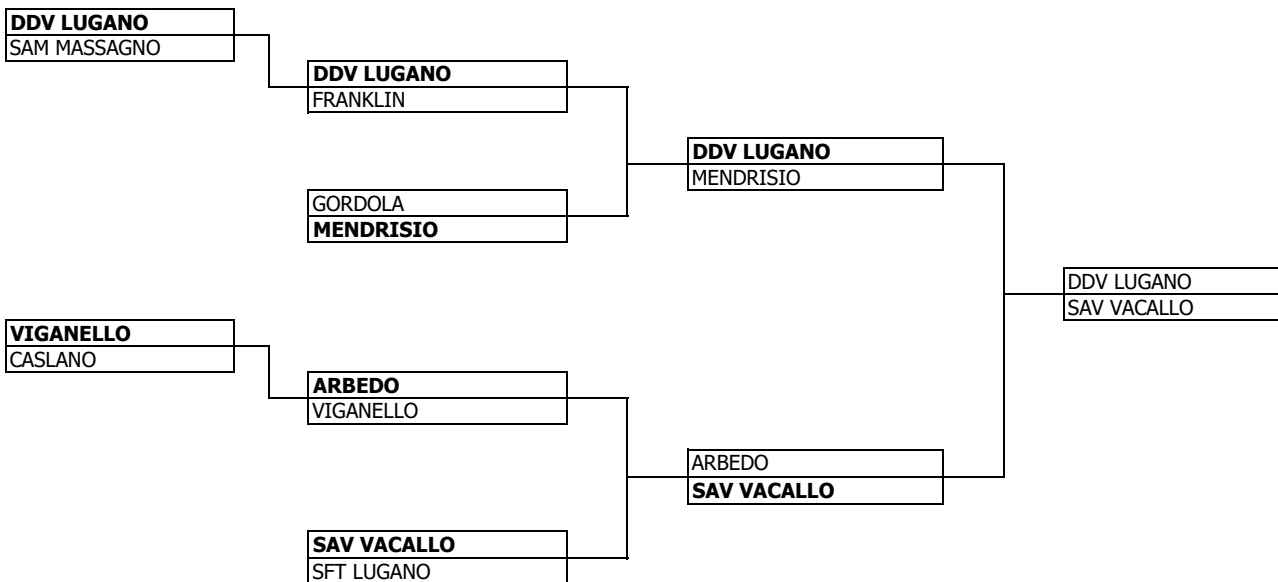 DDV LUGANO
SAM MASSAGNO
DDV LUGANO
FRANKLIN
DDV LUGANO
MENDRISIO
GORDOLA
MENDRISIO
DDV LUGANO
SAV VACALLO
VIGANELLO
CASLANO
ARBEDO
VIGANELLO
ARBEDO
SAV VACALLO
SAV VACALLO
SFT LUGANO